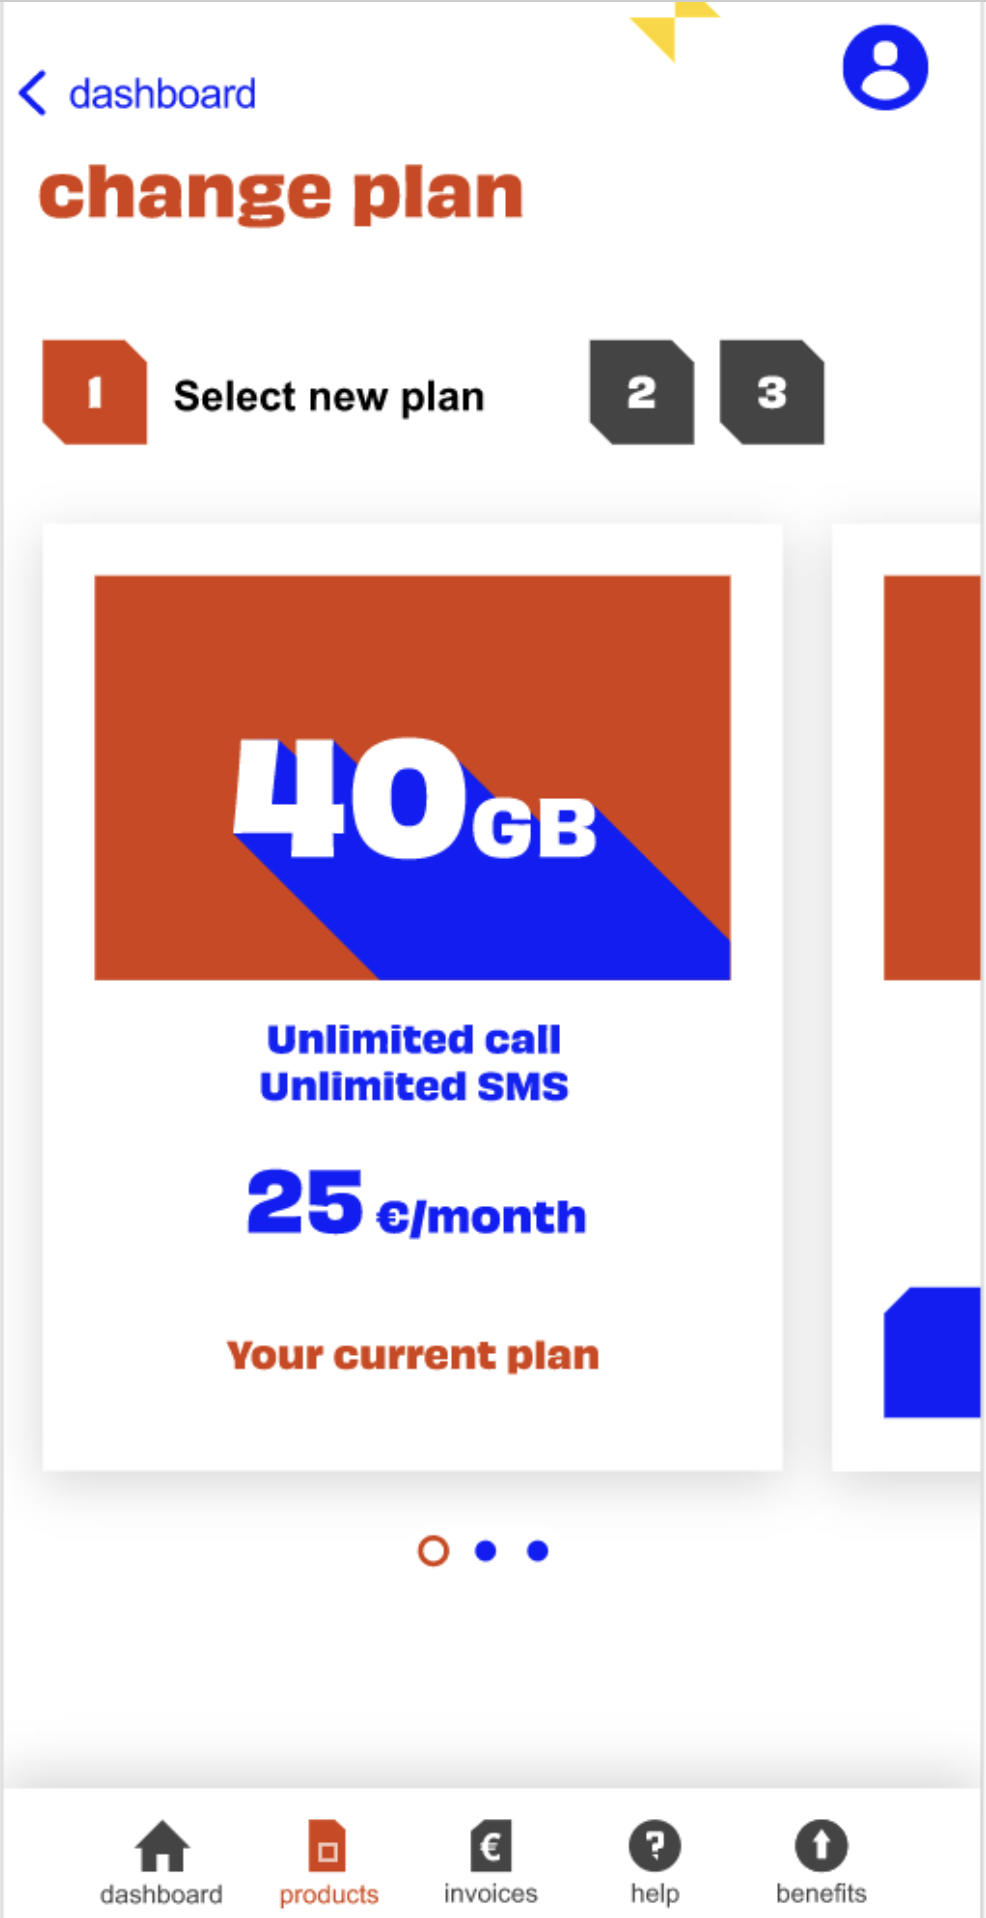 dashboard
change plan
1 Select new plan 2 3
40GB
Unlimited call
Unlimited SMS
25 €/month
Your current plan
€ ?
dashboard products invoices help benefits